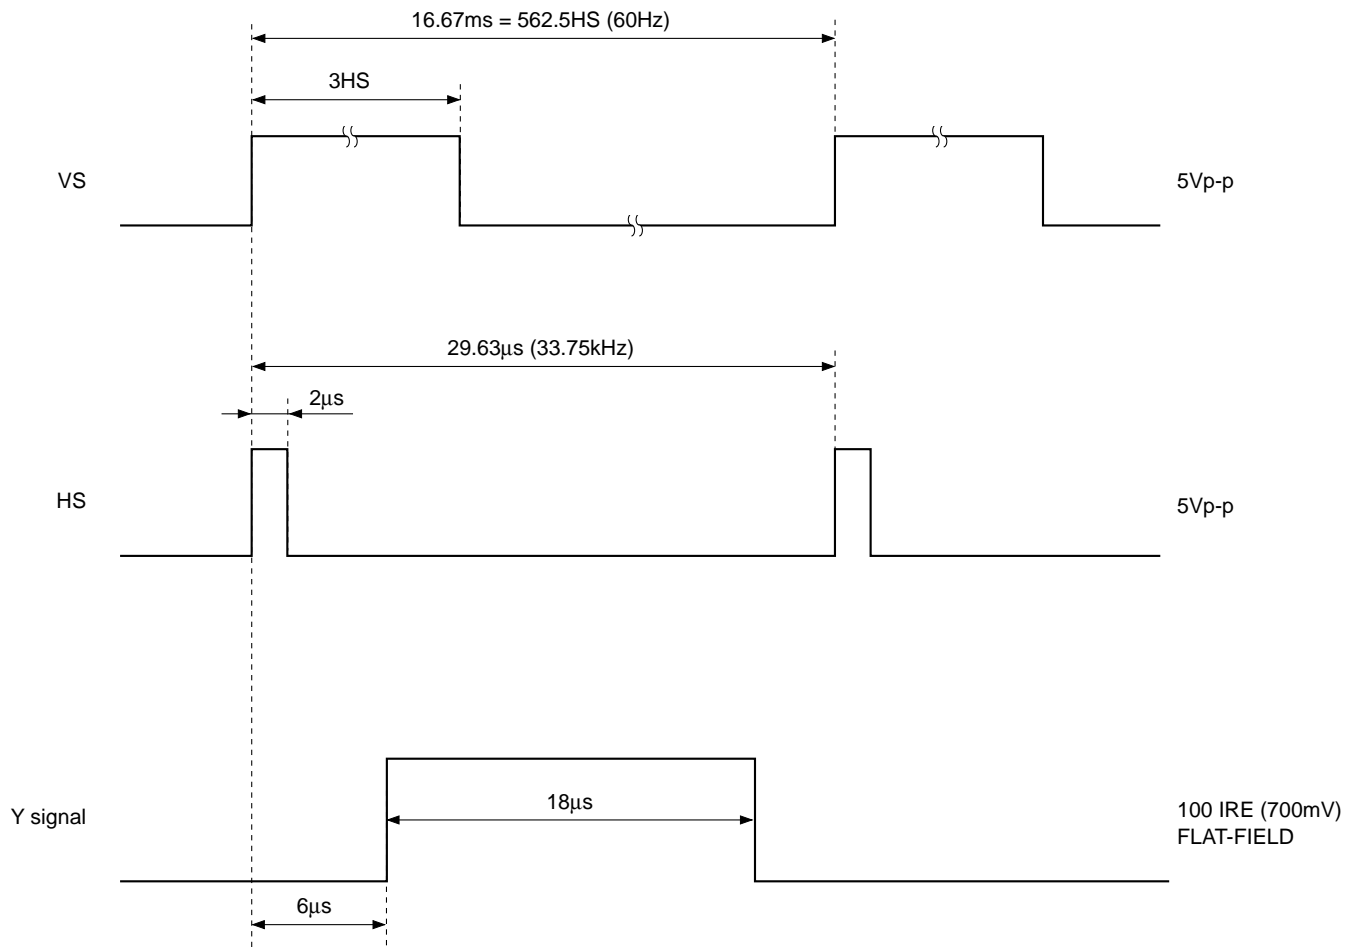 16.67ms = 562.5HS (60Hz)
3HS
VS
5Vp-p
29.63μs (33.75kHz)
2μs
HS
5Vp-p
Y signal
18μs
100 IRE (700mV)
FLAT-FIELD
6μs